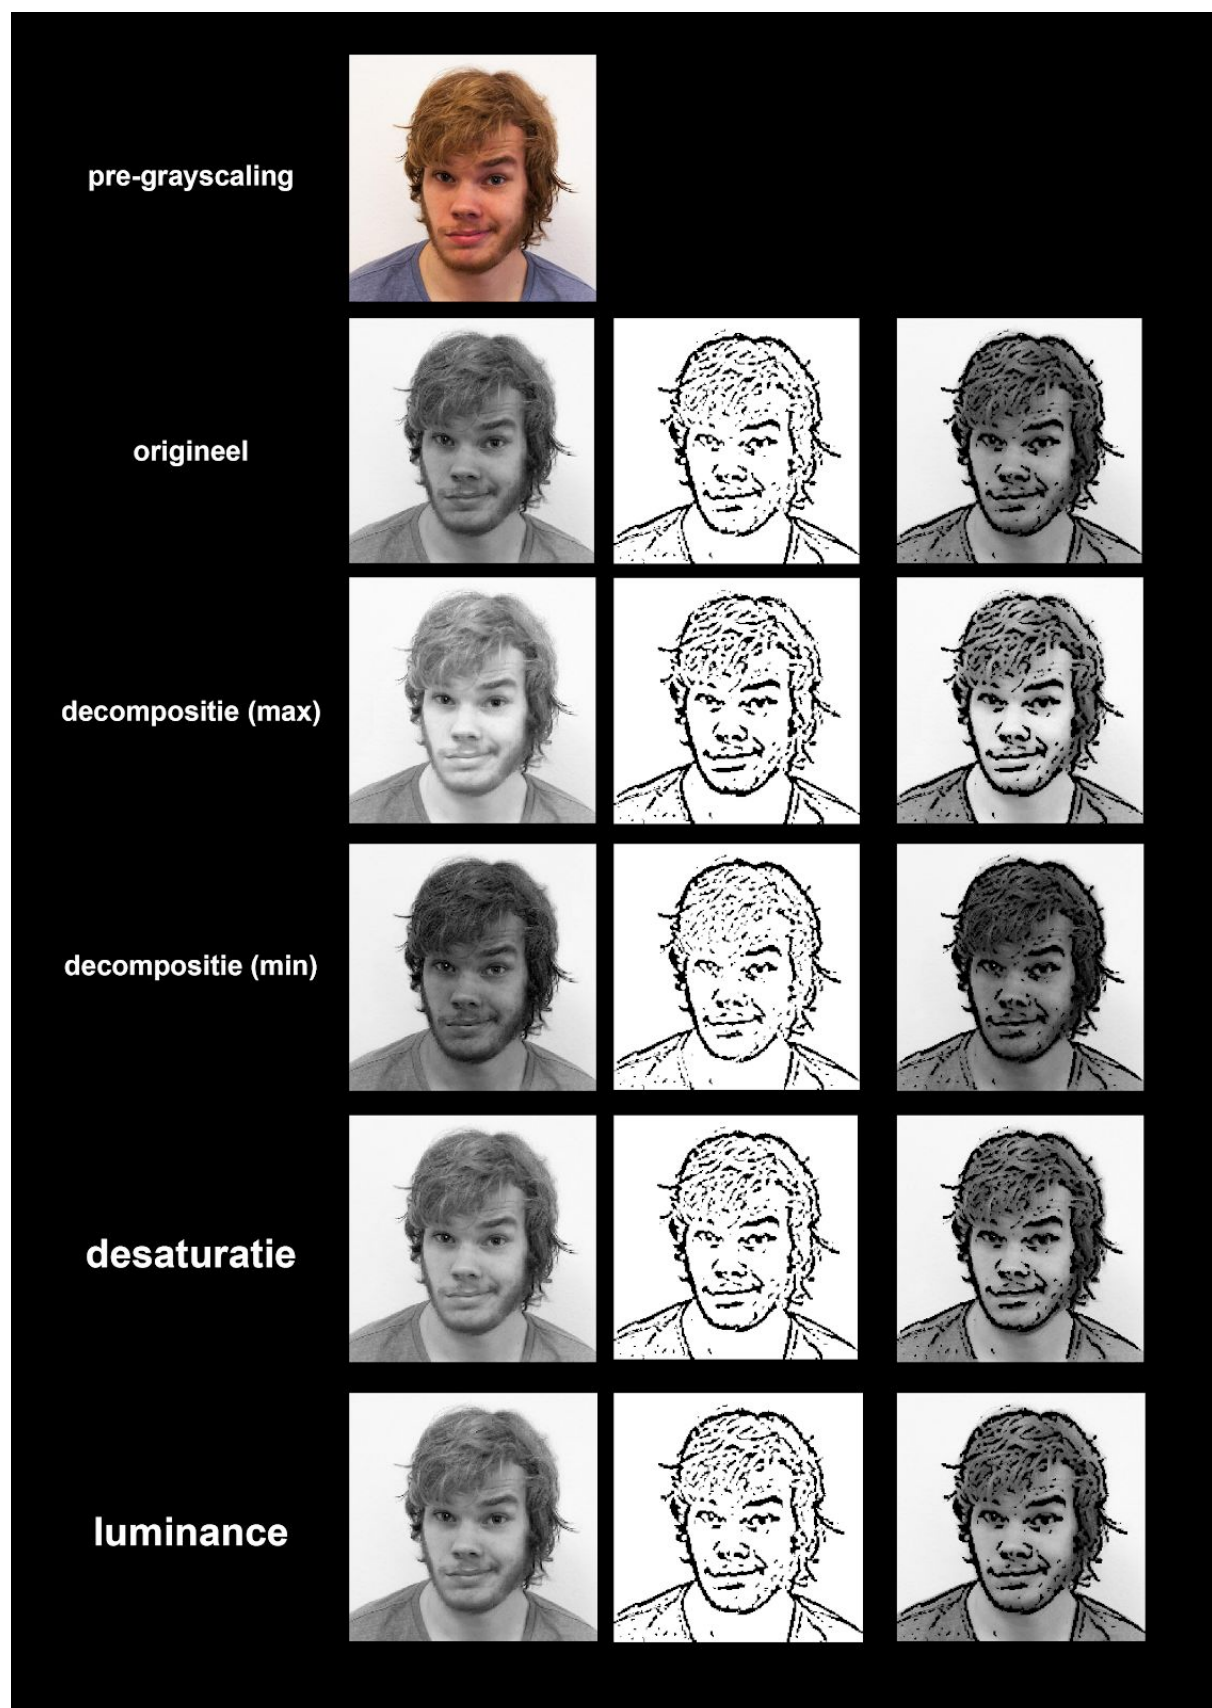 pre-grayscaling
origineel
decompositie (max)
decompositie (min)
desaturatie
luminance